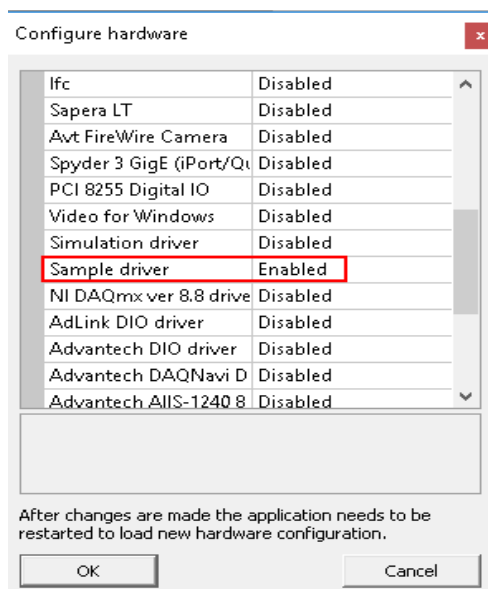 Configure hardware
x
Ifc Disabled
Sapera LT Disabled
Avt FireWire Camera Disabled
Spyder 3 GigE (iPort/Qu Disabled
PCI 8255 Digital IO Disabled
Video for Windows Disabled
Simulation driver Disabled
Sample driver Enabled
NI DAQmx ver 8.8 drive Disabled
AdLink DIO driver Disabled
Advantech DIO driver Disabled
Advantech DAQNavi D Disabled
Advantech AIIS-1240 8 Disabled
After changes are made the application needs to be
restarted to load new hardware configuration.
OK Cancel